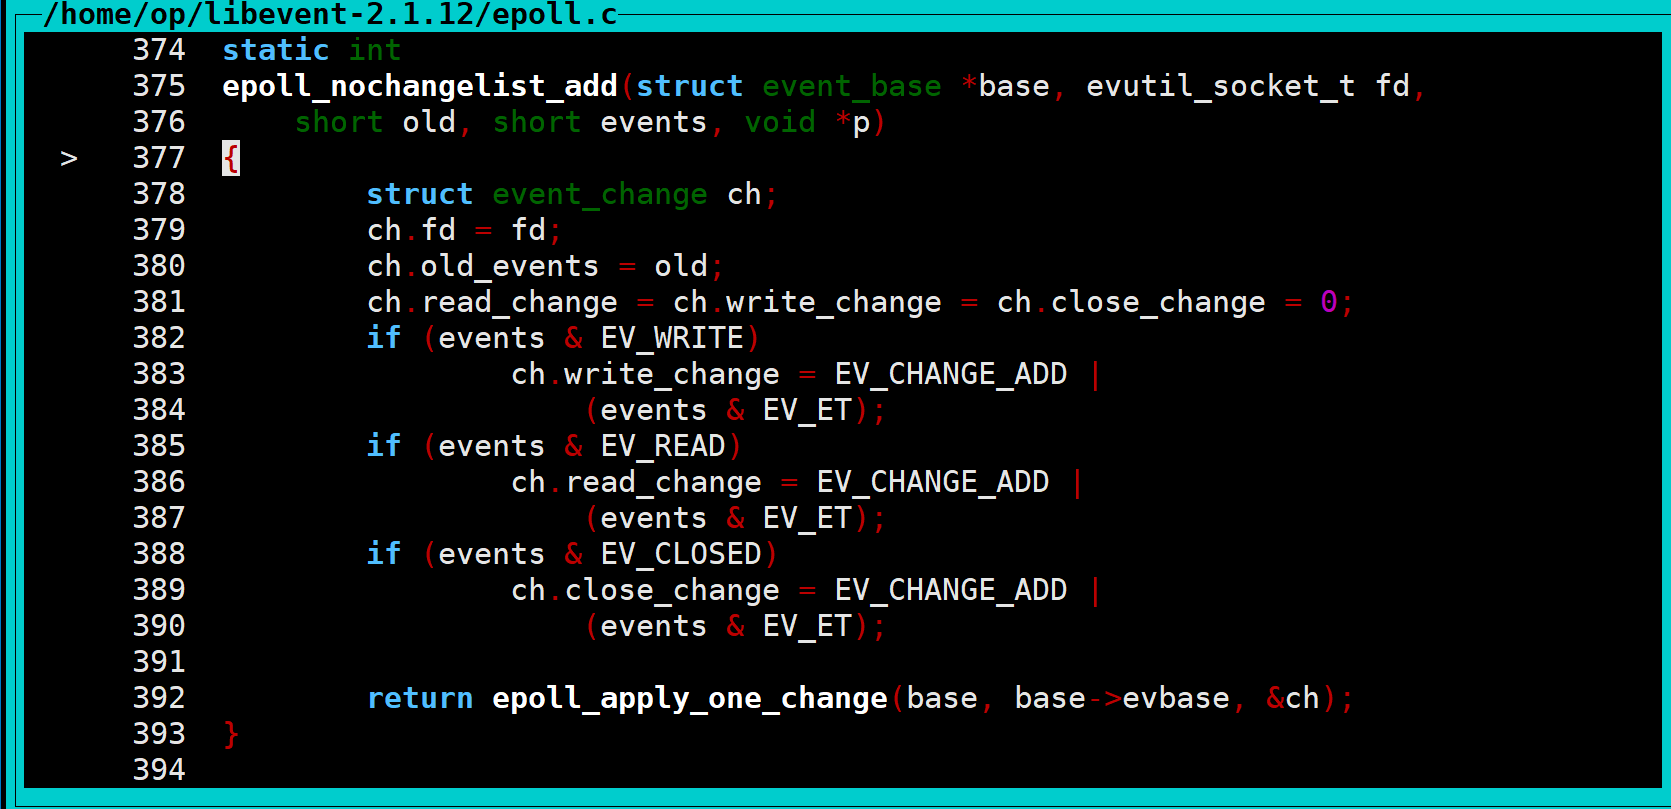 /home/op/libevent-2.1.12/epoll.c
374  static int
375  epoll_nochangelist_add(struct event_base *base, evutil_socket_t fd,
376      short old, short events, void *p)
>   377  {
378          struct event_change ch;
379          ch.fd = fd;
380          ch.old_events = old;
381          ch.read_change = ch.write_change = ch.close_change = 0;
382          if (events & EV_WRITE)
383                  ch.write_change = EV_CHANGE_ADD |
384                      (events & EV_ET);
385          if (events & EV_READ)
386                  ch.read_change = EV_CHANGE_ADD |
387                      (events & EV_ET);
388          if (events & EV_CLOSED)
389                  ch.close_change = EV_CHANGE_ADD |
390                      (events & EV_ET);
391
392          return epoll_apply_one_change(base, base->evbase, &ch);
393  }
394